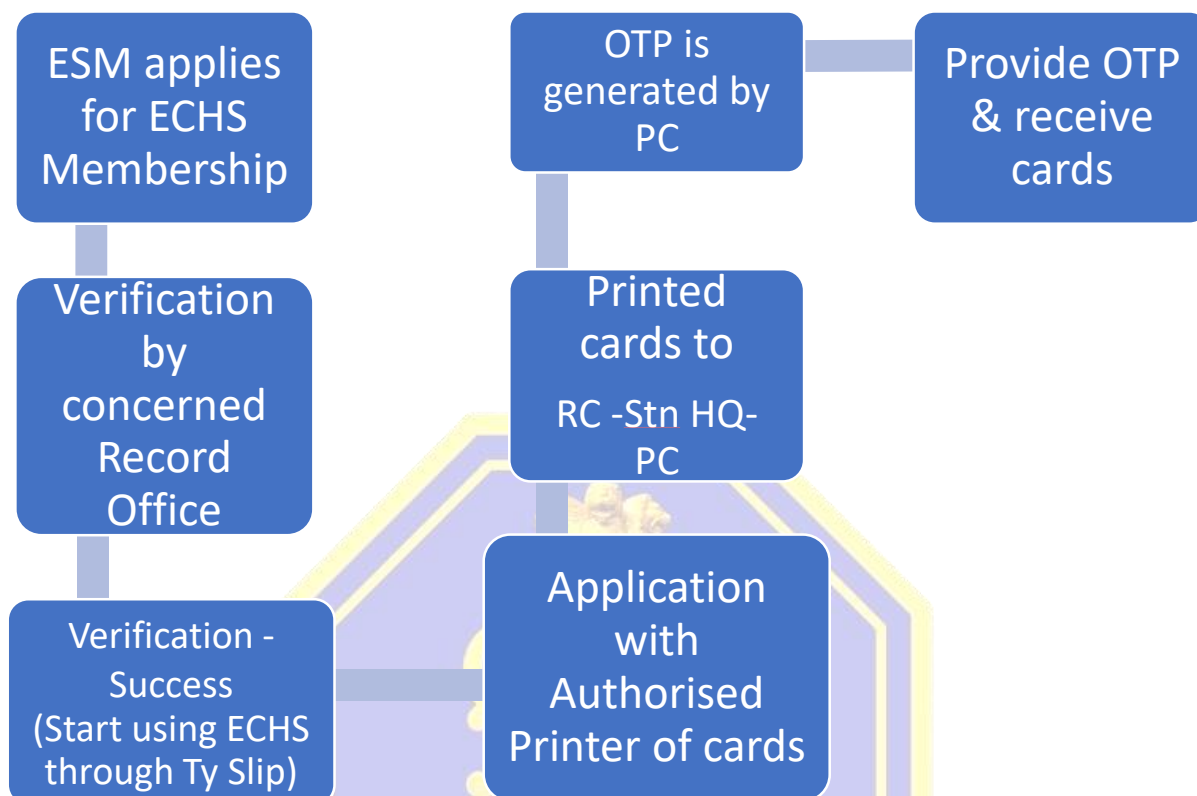 ESM applies
for ECHS
Membership
Verification
by
concerned
Record
Office
Verification -
Success
(Start using ECHS
through Ty Slip)
Application
with
Authorised
Printer of cards
Printed
cards to
RC -Stn HQ-
PC
OTP is
generated by
PC
Provide OTP
& receive
cards